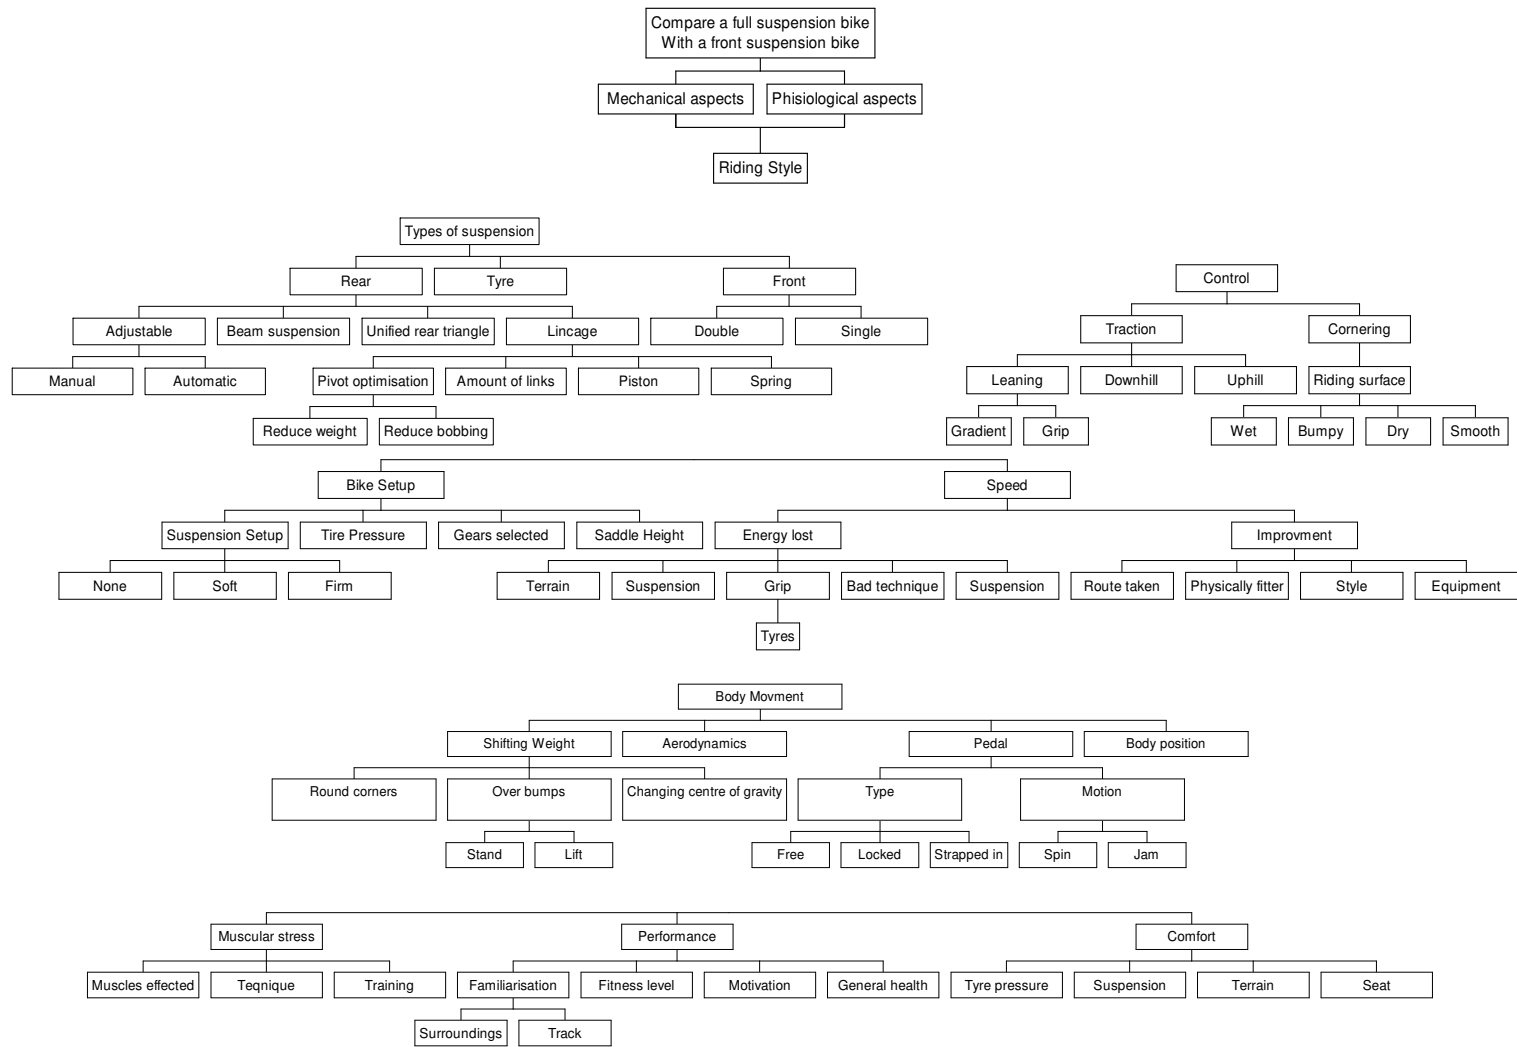 Compare a full suspension bike
With a front suspension bike
Mechanical aspects
Phisiological aspects
Riding Style
Types of suspension
Rear
Tyre
Front
Adjustable
Beam suspension
Unified rear triangle
Lincage
Double
Single
Manual
Automatic
Pivot optimisation
Amount of links
Piston
Spring
Reduce weight
Reduce bobbing
Control
Traction
Cornering
Leaning
Downhill
Uphill
Riding surface
Gradient
Grip
Wet
Bumpy
Dry
Smooth
Bike Setup
Speed
Suspension Setup
Tire Pressure
Gears selected
Saddle Height
Energy lost
Improvment
None
Soft
Firm
Terrain
Suspension
Grip
Bad technique
Suspension
Route taken
Physically fitter
Style
Equipment
Tyres
Body Movment
Shifting Weight
Aerodynamics
Pedal
Body position
Round corners
Over bumps
Changing centre of gravity
Type
Motion
Stand
Lift
Free
Locked
Strapped in
Spin
Jam
Muscular stress
Performance
Comfort
Muscles effected
Teqnique
Training
Familiarisation
Fitness level
Motivation
General health
Tyre pressure
Suspension
Terrain
Seat
Surroundings
Track